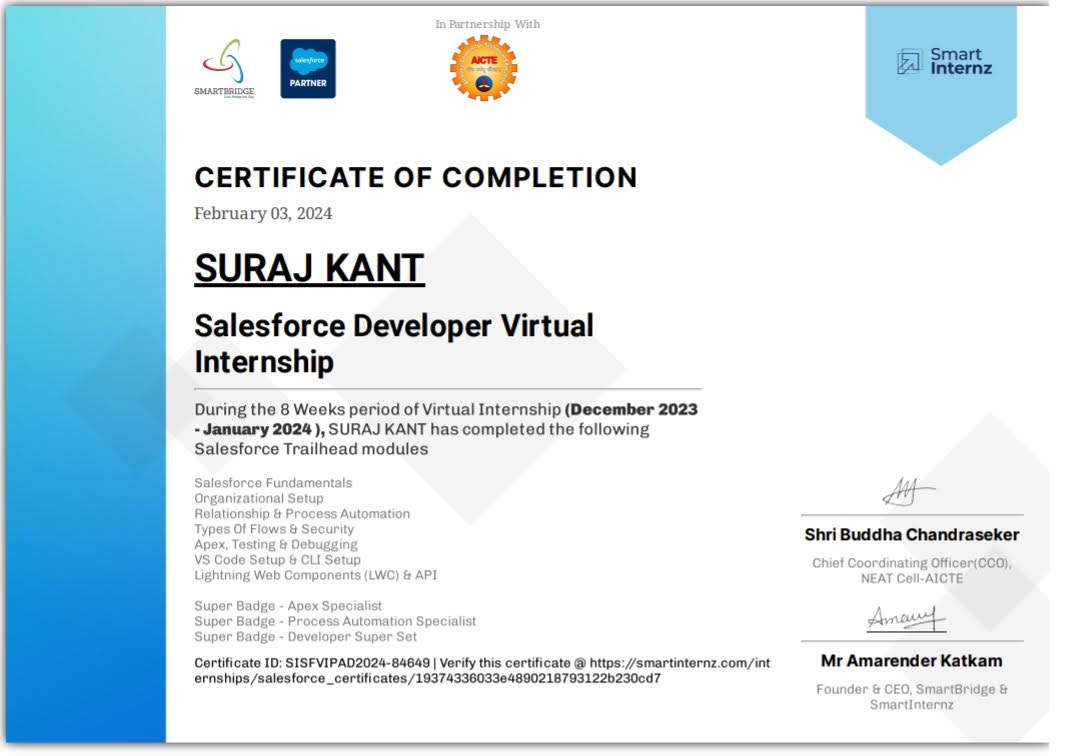 In Partnership With
SMARTBRIDGE
salesforce
PARTNER
AICTE
Smart
Internz
CERTIFICATE OF COMPLETION
February 03, 2024
SURAJ KANT
Salesforce Developer Virtual
Internship
During the 8 Weeks period of Virtual Internship (December 2023
- January 2024 ), SURAJ KANT has completed the following
Salesforce Trailhead modules
Salesforce Fundamentals
Organizational Setup
Relationship & Process Automation
Types Of Flows & Security
Apex, Testing & Debugging
VS Code Setup & CLI Setup
Lightning Web Components (LWC) & API
Super Badge - Apex Specialist
Super Badge - Process Automation Specialist
Super Badge - Developer Super Set
Certificate ID: SISFVIPAD2024-84649 | Verify this certificate @ https://smartinternz.com/int
ernships/salesforce_certificates/19374336033e4890218793122b230cd7
Shri Buddha Chandraseker
Chief Coordinating Officer(CCO),
NEAT Cell-AICTE
Mr Amarender Katkam
Founder & CEO, SmartBridge &
SmartInternz